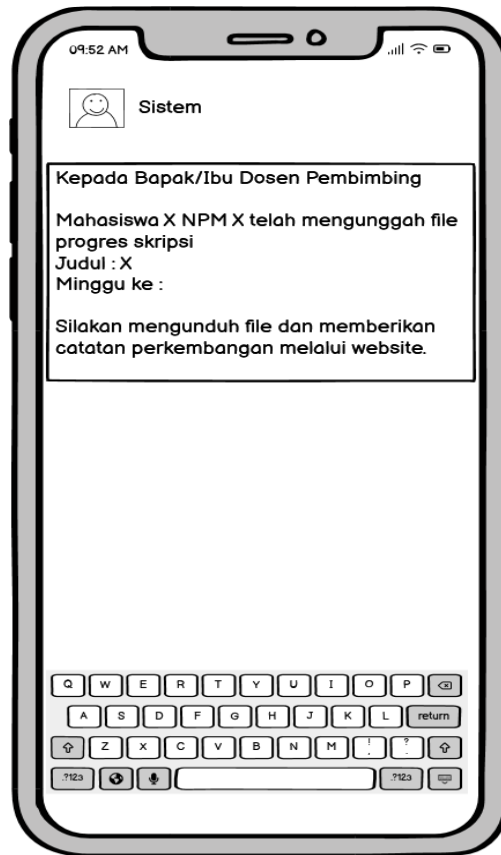 09:52 AM
Sistem
Kepada Bapak/Ibu Dosen Pembimbing
Mahasiswa X NPM X telah mengunggah file
progres skripsi
Judul : X
Minggu ke :
Silakan mengunduh file dan memberikan
catatan perkembangan melalui website.
Q W E R T Y U I O P
A S D F G H J K L return
Z X C V B N M ! , ? .
.?123 .?123